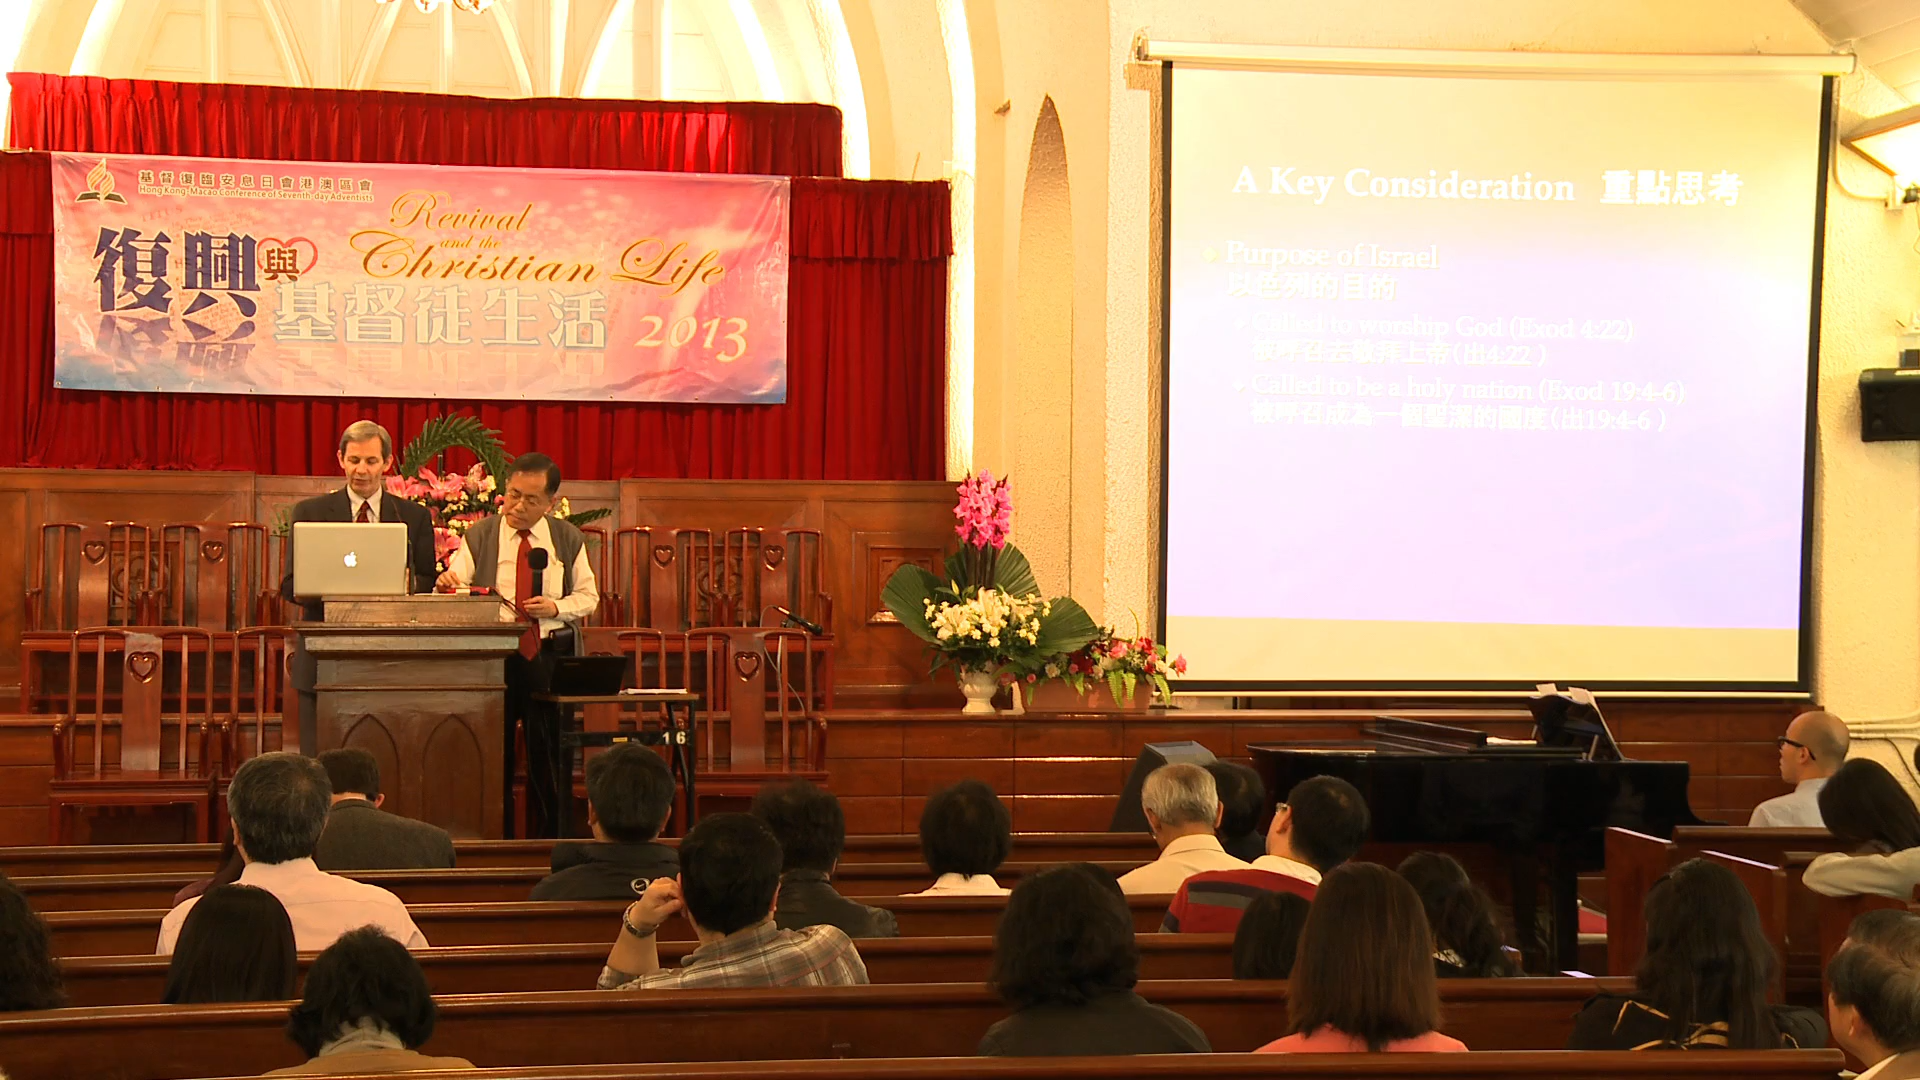 基督復臨安息日會港澳區會
Hong Kong-Macao Conference of Seventh-day Adventists
Revival
and the
Christian Life
復興與
基督徒生活
2013
A Key Consideration 重點思考
Purpose of Israel
以色列的目的
Called to worship God (Exod 4:22)
被呼召去敬拜上帝(出4:22 )
Called to be a holy nation (Exod 19:4-6)
被呼召成為一個聖潔的國度(出19:4-6 )
16